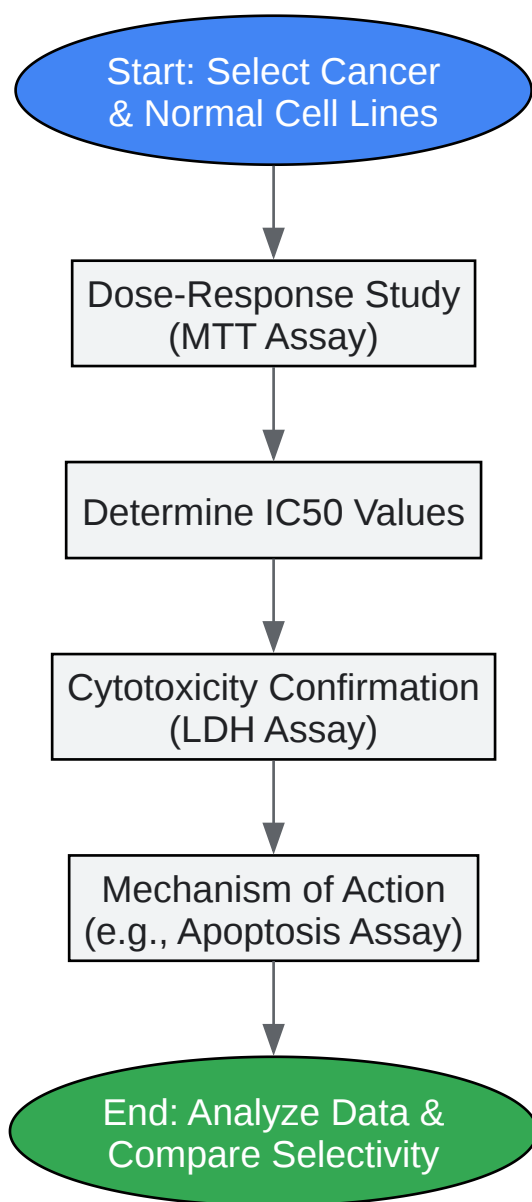 Start: Select Cancer
& Normal Cell Lines
Dose-Response Study
(MTT Assay)
Determine IC50 Values
Cytotoxicity Confirmation
(LDH Assay)
Mechanism of Action
(e.g., Apoptosis Assay)
End: Analyze Data &
Compare Selectivity